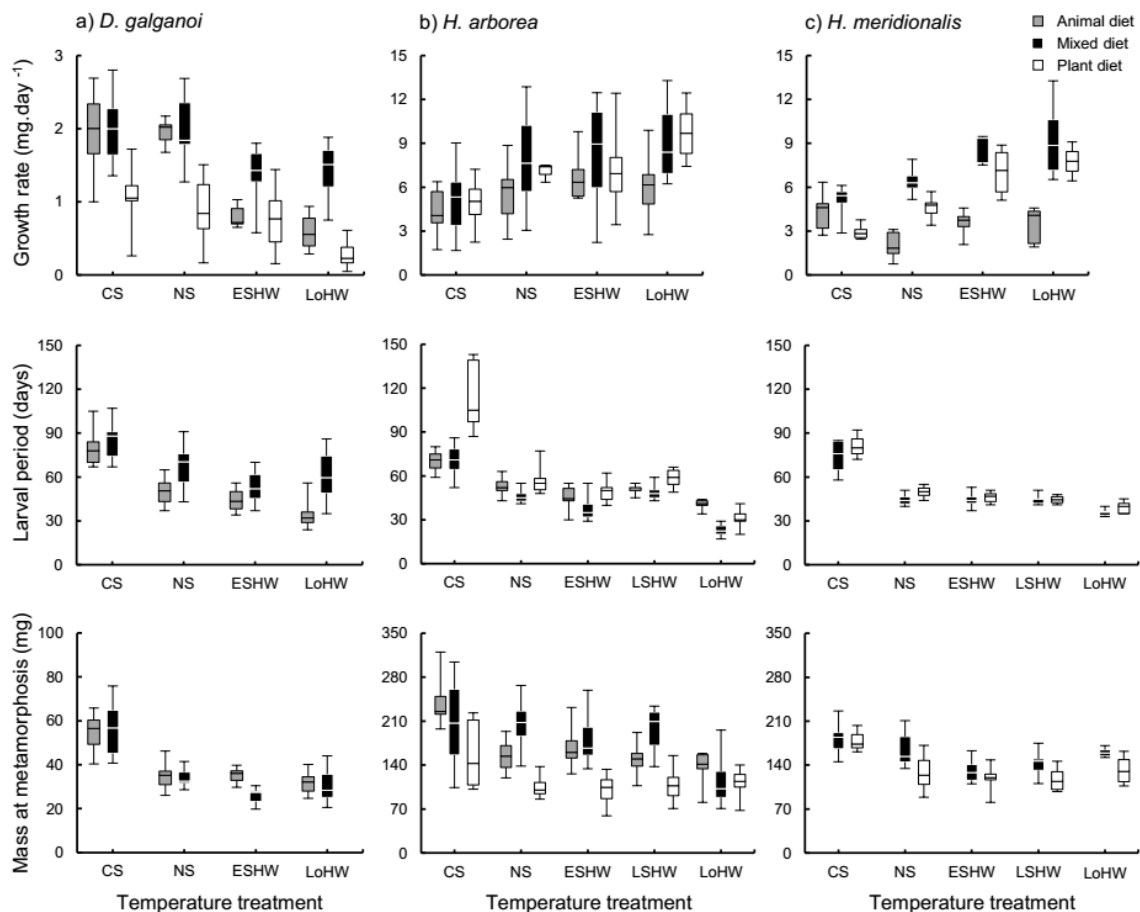 a) D. galganoi
b) H. arborea
c) H. meridionalis
Animal diet
Mixed diet
Plant diet
Growth rate (mg.day -1)
3
2
1
0
CS NS ESHW LoHW
15
12
9
6
3
0
CS NS ESHW LoHW
15
12
9
6
3
0
CS NS ESHW LoHW
Larval period (days)
150
120
90
60
30
0
CS NS ESHW LoHW
150
120
90
60
30
0
CS NS ESHW LSHW LoHW
150
120
90
60
30
0
CS NS ESHW LSHW LoHW
Mass at metamorphosis (mg)
100
80
60
40
20
0
CS NS ESHW LoHW
350
280
210
140
70
0
CS NS ESHW LSHW LoHW
350
280
210
140
70
0
CS NS ESHW LSHW LoHW
Temperature treatment
Temperature treatment
Temperature treatment